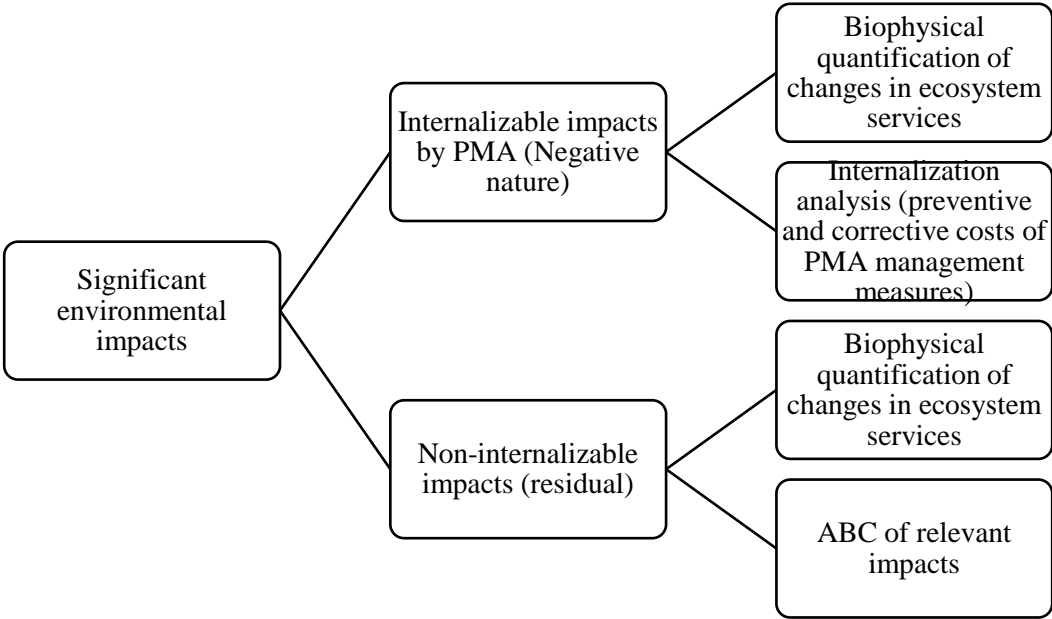 Significant
environmental
impacts
Internalizable impacts
by PMA (Negative
nature)
Biophysical
quantification of
changes in ecosystem
services
Internalization
analysis (preventive
and corrective costs of
PMA management
measures)
Non-internalizable
impacts (residual)
Biophysical
quantification of
changes in ecosystem
services
ABC of relevant
impacts